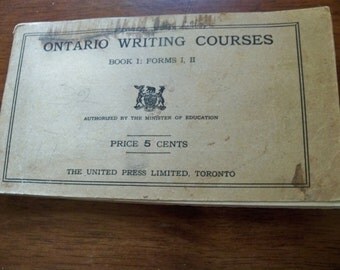 ONTARIO WRITING COURSES
BOOK I: FORMS I, II
AUTHORIZED BY THE MINISTER OF EDUCATION
PRICE 5 CENTS
THE UNITED PRESS LIMITED, TORONTO